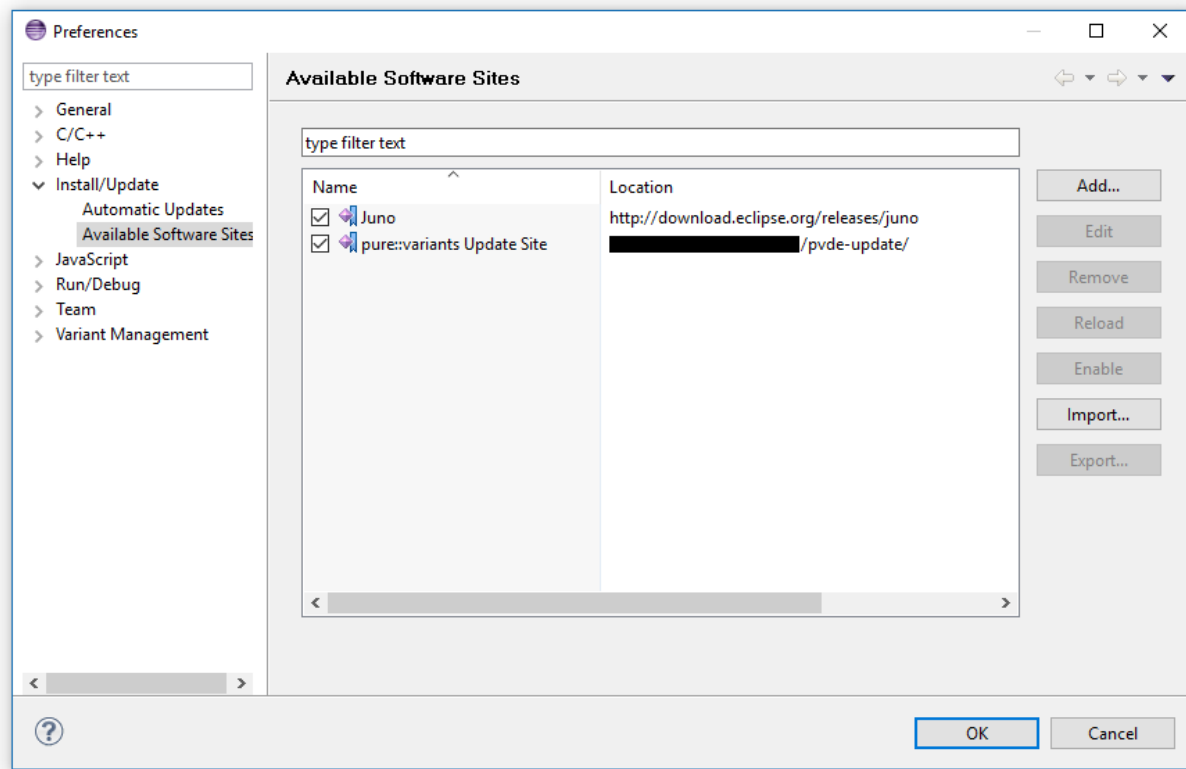 Preferences
type filter text
General
C/C++
Help
Install/Update
Automatic Updates
Available Software Sites
JavaScript
Run/Debug
Team
Variant Management
Available Software Sites
type filter text
Name Location
Juno http://download.eclipse.org/releases/juno
pure::variants Update Site /pvde-update/
Add...
Edit
Remove
Reload
Enable
Import...
Export...
?
OK Cancel